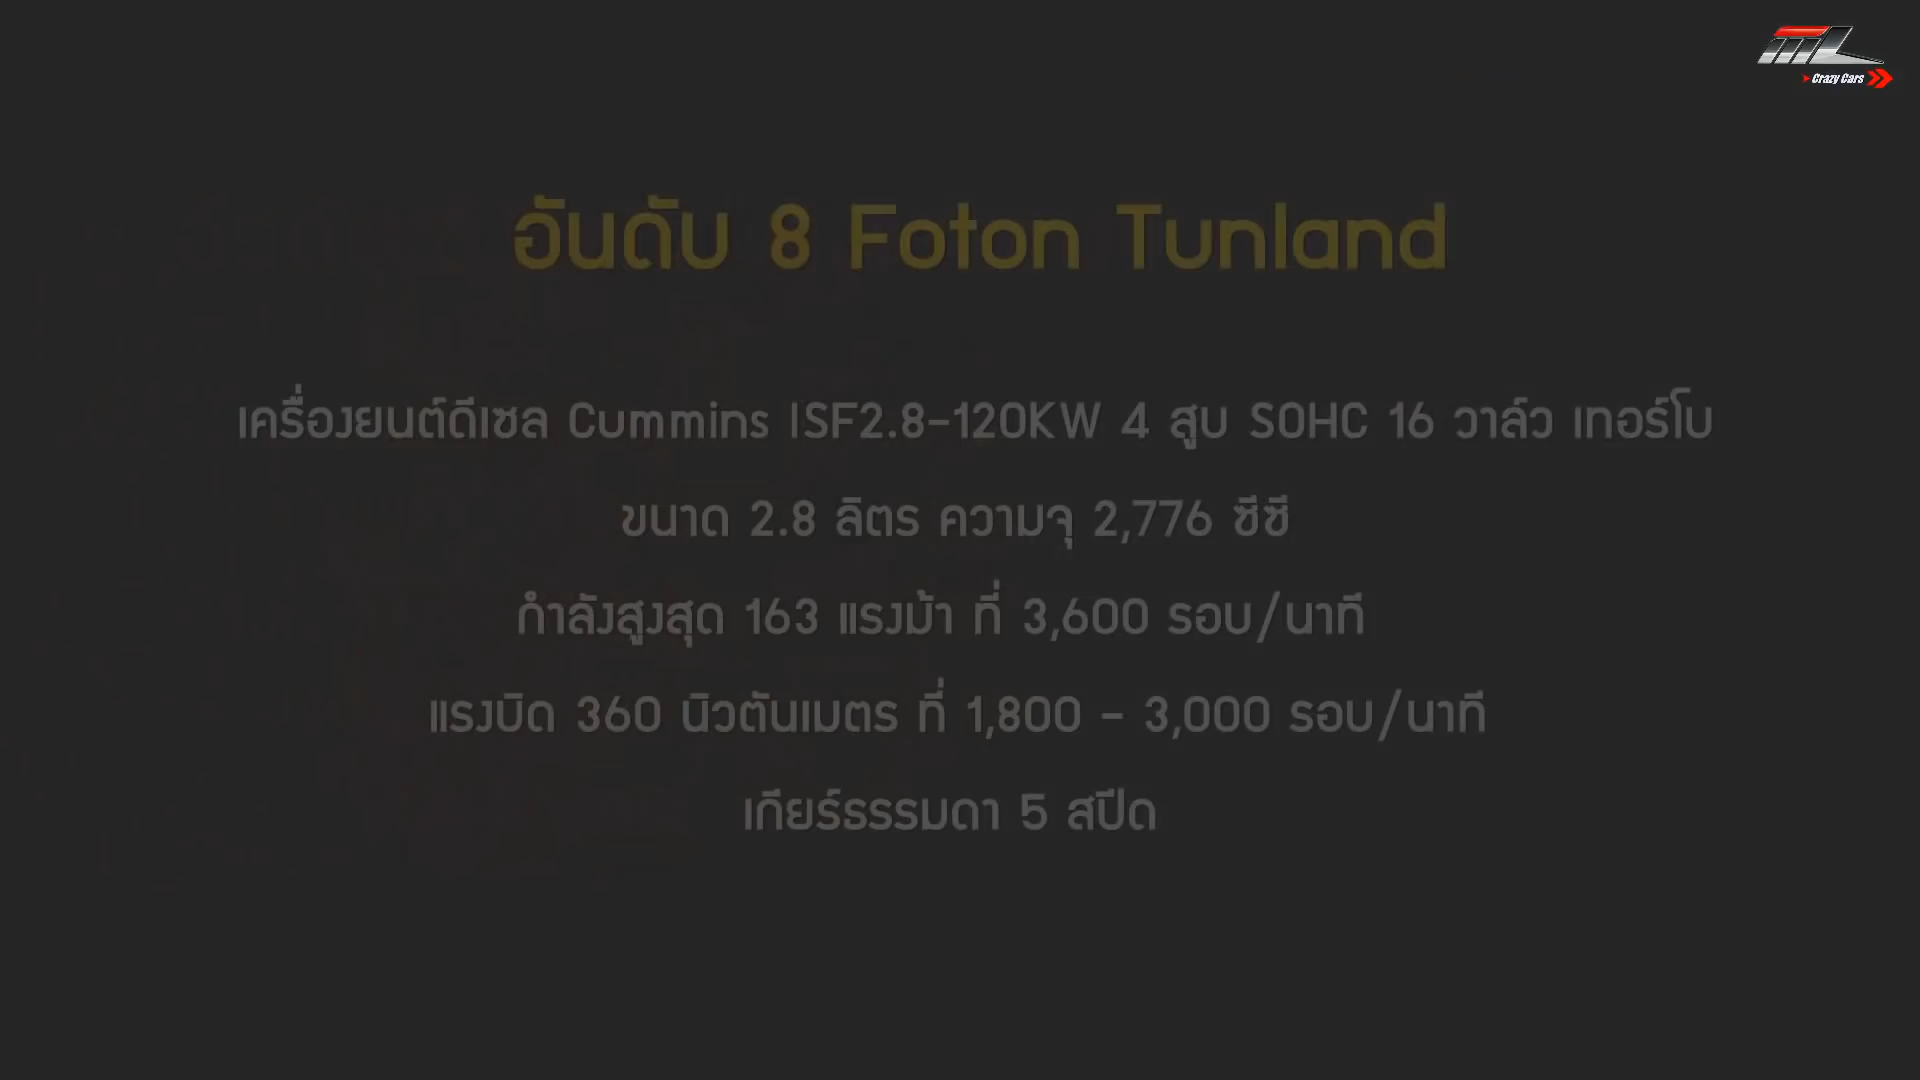 Crazy Cars
อันดับ 8 Foton Tunland
เครื่องยนต์ดีเซล Cummins ISF2.8-120KW 4 สูบ SOHC 16 วาล์ว เทอร์โบ
ขนาด 2.8 ลิตร ความจุ 2,776 ซีซี
กำลังสูงสุด 163 แรงม้า ที่ 3,600 รอบ/นาที
แรงบิด 360 นิวตันเมตร ที่ 1,800 - 3,000 รอบ/นาที
เกียร์ธรรมดา 5 สปีด